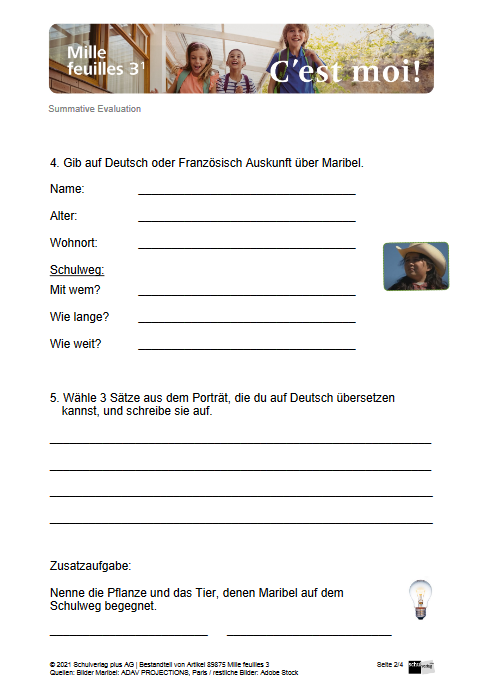 Mille
feuilles 3¹
C'est moi!
Summative Evaluation
4. Gib auf Deutsch oder Französisch Auskunft über Maribel.
Name:
Alter:
Wohnort:
Schulweg:
Mit wem?
Wie lange?
Wie weit?
5. Wähle 3 Sätze aus dem Porträt, die du auf Deutsch übersetzen
kannst, und schreibe sie auf.
Zusatzaufgabe:
Nenne die Pflanze und das Tier, denen Maribel auf dem
Schulweg begegnet.
© 2021 Schulverlag plus AG | Bestandteil von Artikel 89875 Mille feuilles 3
Seite 2/4
schulverlag
Quellen: Bilder Maribel: ADAV PROJECTIONS, Paris / restliche Bilder: Adobe Stock